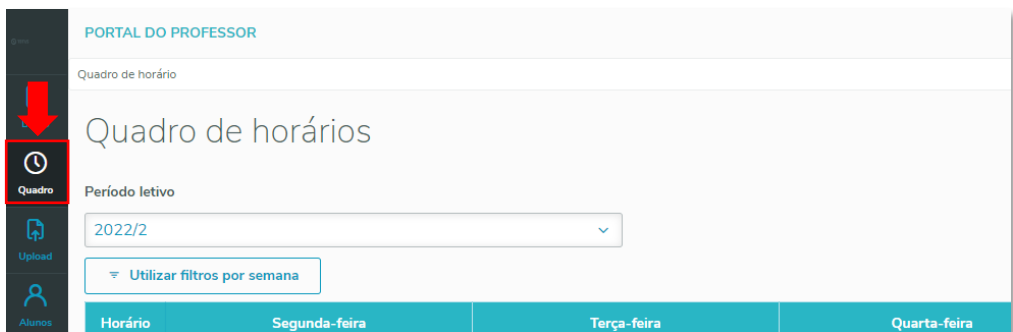 PORTAL DO PROFESSOR
Quadro de horário
Quadro de horários
Quadro
Período letivo
2022/2
Upload
Utilizar filtros por semana
Alunos
Horário Segunda-feira Terça-feira Quarta-feira